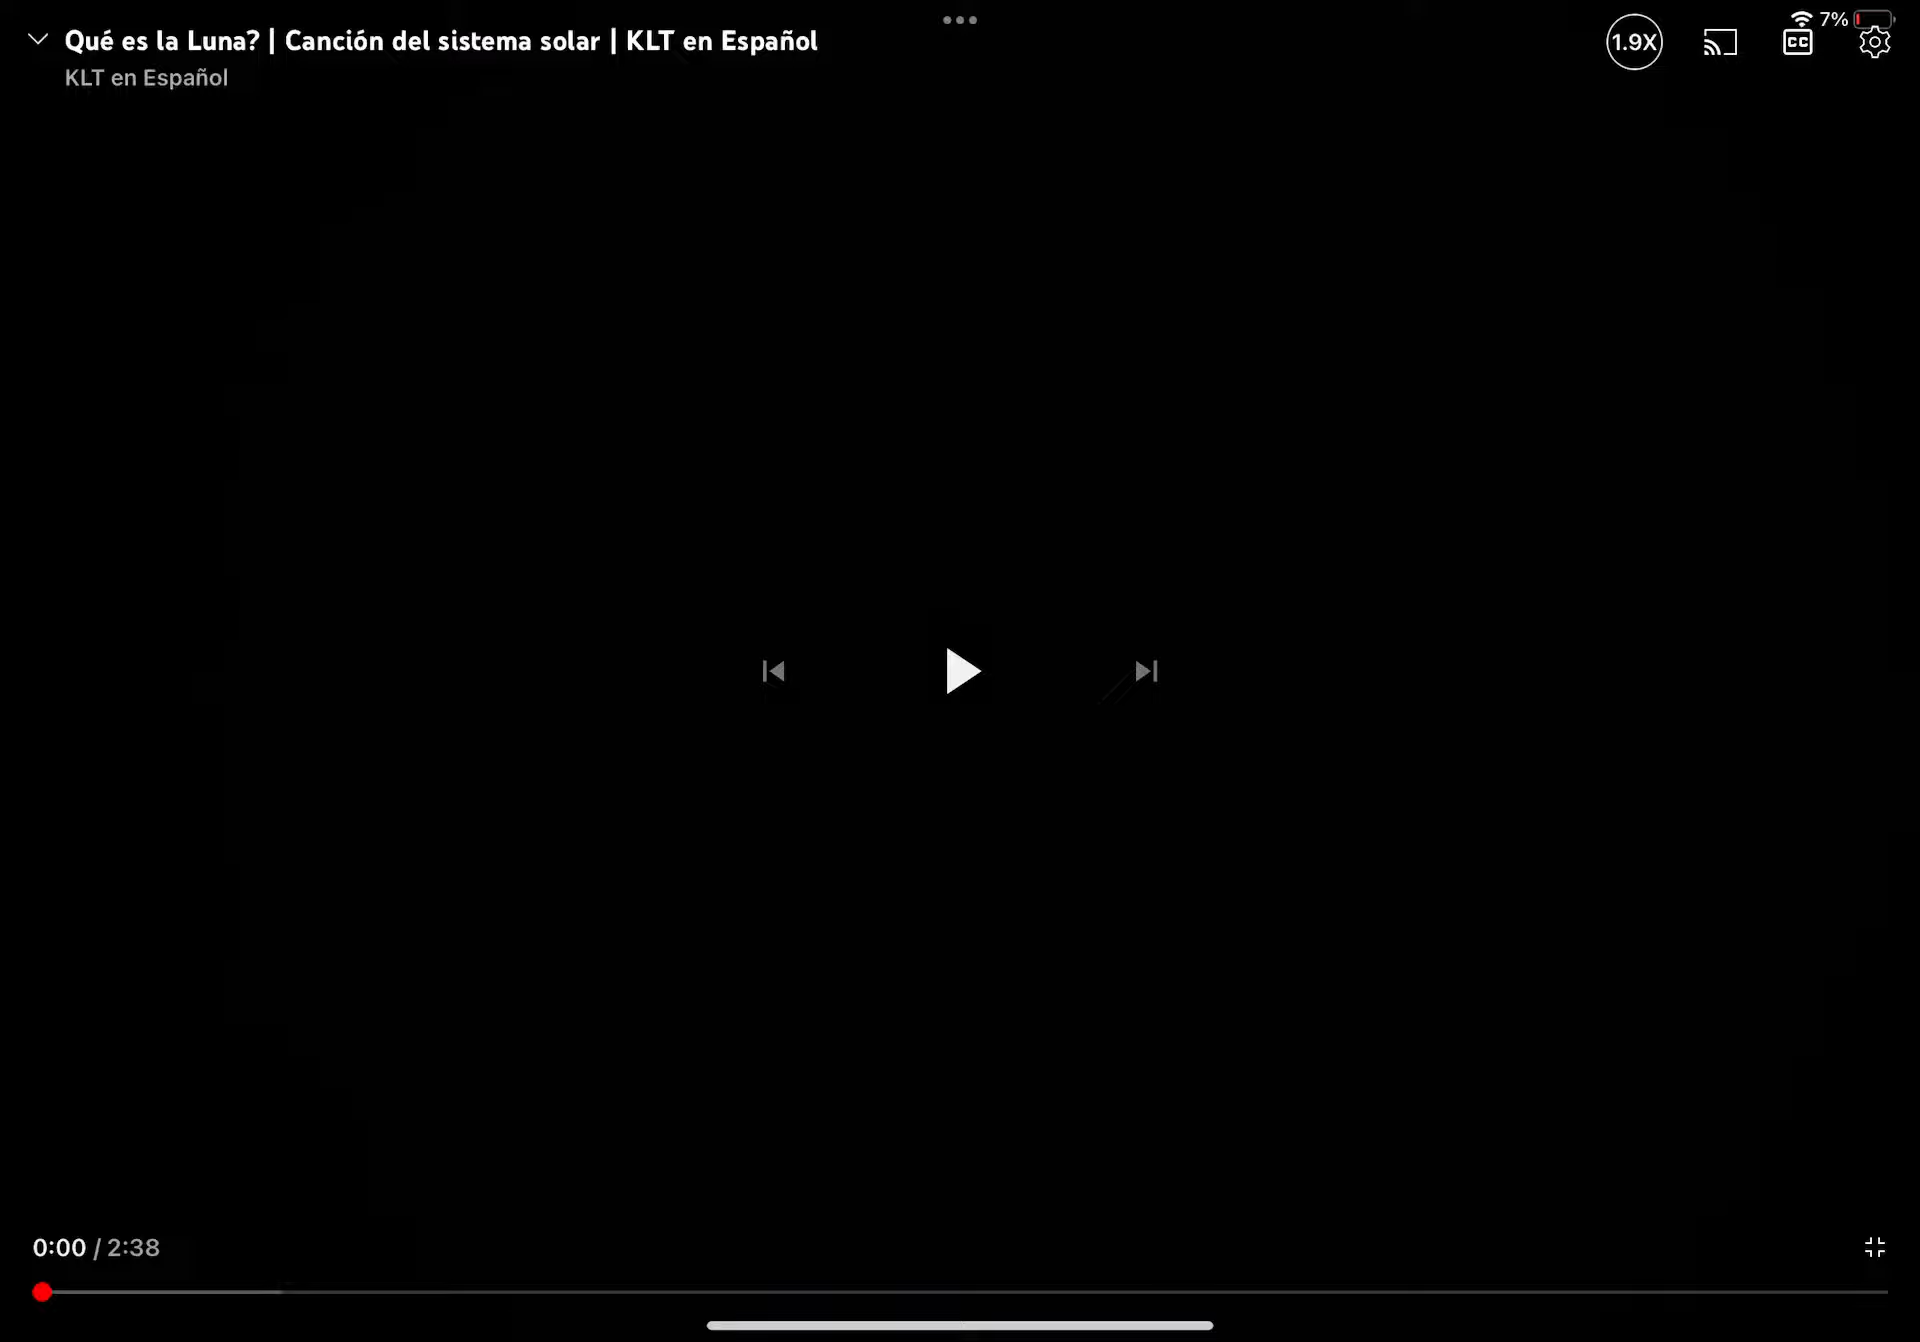 Qué es la Luna? | Canción del sistema solar | KLT en Español
KLT en Español
1.9X
CC
7%
0:00 / 2:38